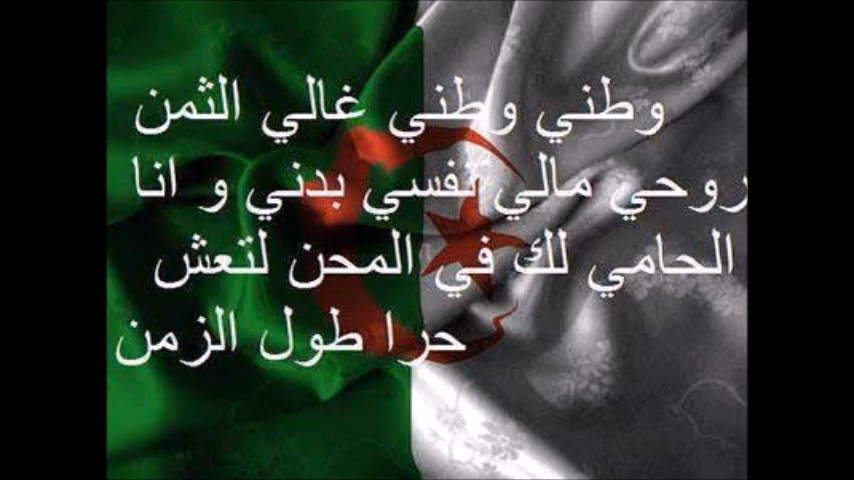 وطني وطني غالي الثمن
روحي مالي نفسي بدني و انا
الحامي لك في المحن لتعش
حرا طول الزمن